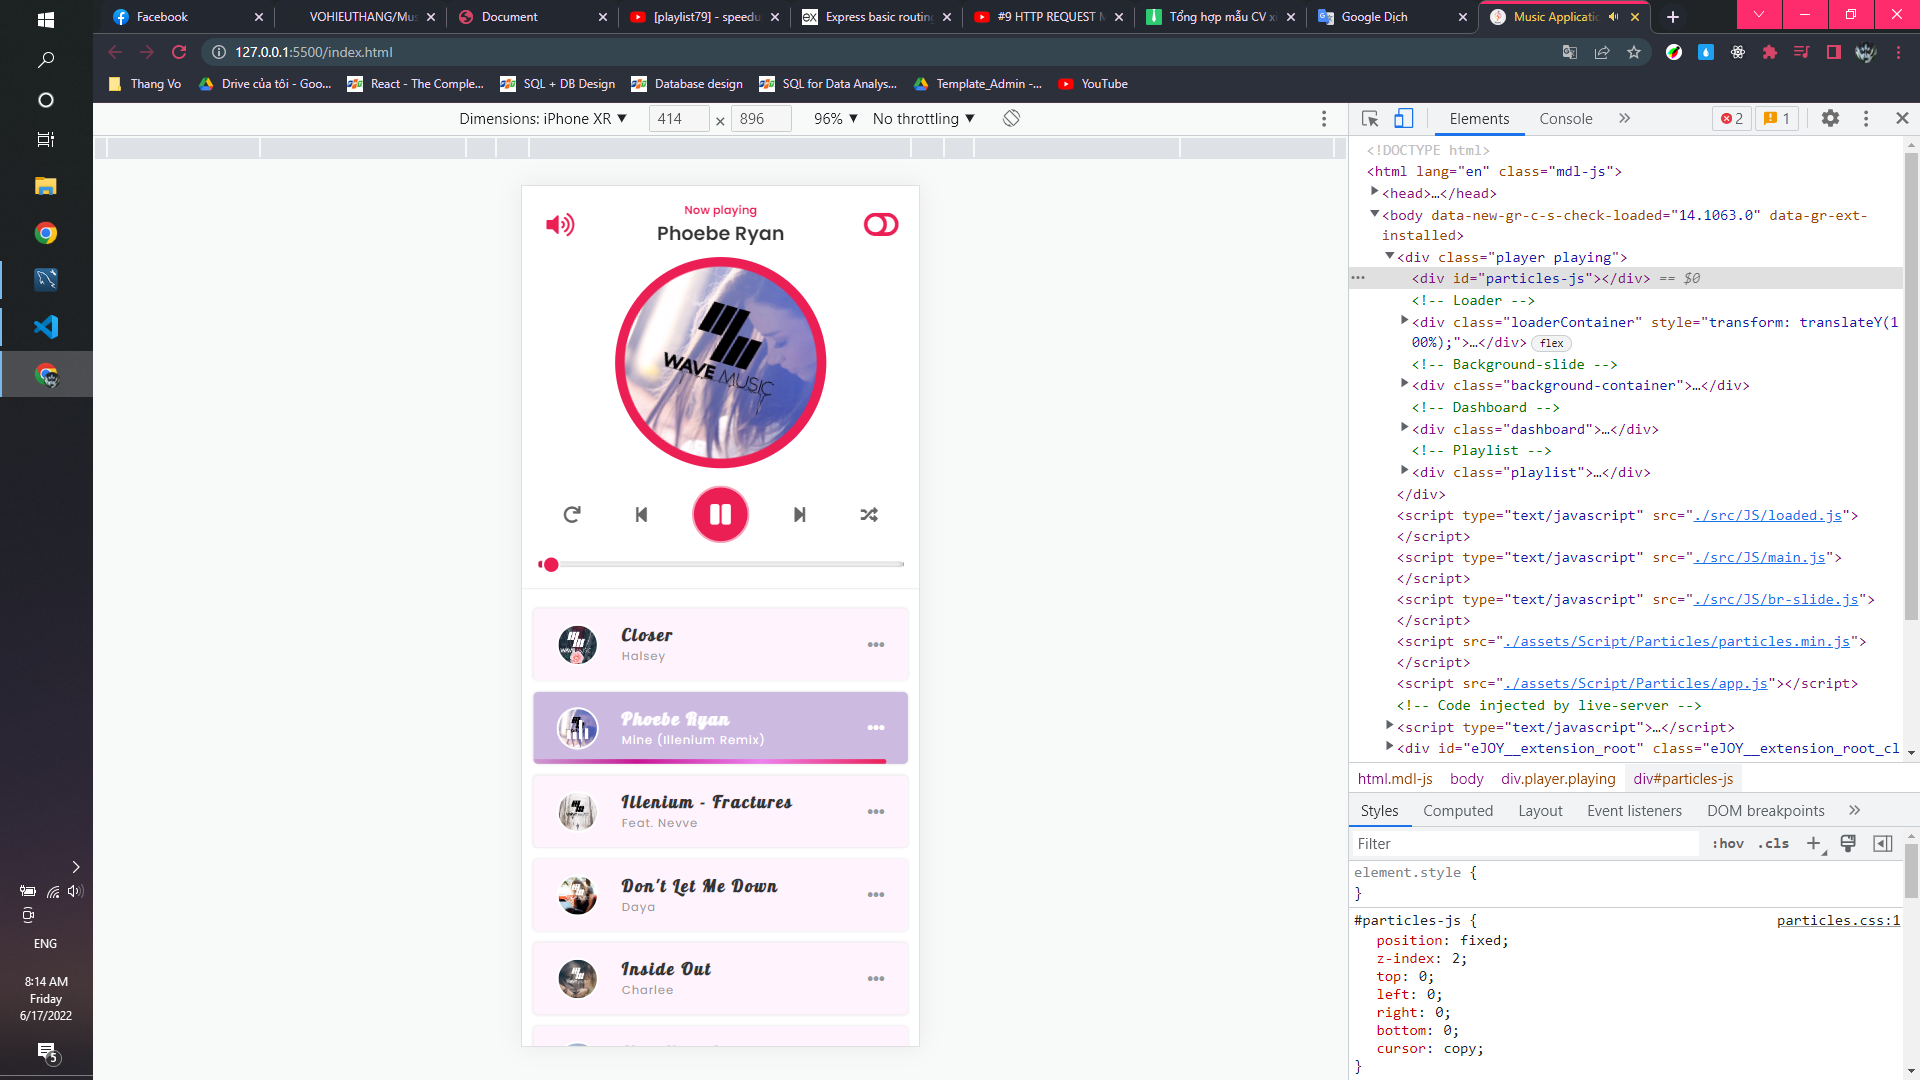 Facebook
VOHIEUTHANG/Mus
Document
[playlist79] - speedu
Express basic routing
#9 HTTP REQUEST M
Tổng hợp mẫu CV xi
Google Dịch
Music Applicatio
127.0.0.1:5500/index.html
Thang Vo
Drive của tôi - Goo...
React - The Comple...
SQL + DB Design
Database design
SQL for Data Analys...
Template_Admin -...
YouTube
Dimensions: iPhone XR ▼
414 × 896
96% ▼
No throttling ▼
Now playing
Phoebe Ryan
WAVE MUSIC
Closer
Halsey
Phoebe Ryan
Mine (Illenium Remix)
Illenium - Fractures
Feat. Nevve
Don't Let Me Down
Daya
Inside Out
Charlee
Elements
Console
2
1
<!DOCTYPE html>
<html lang="en" class="mdl-js">
<head>…</head>
<body data-new-gr-c-s-check-loaded="14.1063.0" data-gr-ext-
installed>
<div class="player playing">
<div id="particles-js"></div> == $0
<!-- Loader -->
<div class="loaderContainer" style="transform: translateY(1
00%);">…</div> flex
<!-- Background-slide -->
<div class="background-container">…</div>
<!-- Dashboard -->
<div class="dashboard">…</div>
<!-- Playlist -->
<div class="playlist">…</div>
</div>
<script type="text/javascript" src="./src/JS/loaded.js">
</script>
<script type="text/javascript" src="./src/JS/main.js">
</script>
<script type="text/javascript" src="./src/JS/br-slide.js">
</script>
<script src="./assets/Script/Particles/particles.min.js">
</script>
<script src="./assets/Script/Particles/app.js"></script>
<!-- Code injected by live-server -->
<script type="text/javascript">…</script>
<div id="eJOY__extension_root" class="eJOY__extension_root_cl
html.mdl-js body div.player.playing div#particles-js
Styles
Computed
Layout
Event listeners
DOM breakpoints
Filter
:hov .cls
element.style {
}
#particles-js {
particles.css:1
position: fixed;
z-index: 2;
top: 0;
left: 0;
right: 0;
bottom: 0;
cursor: copy;
}
ENG
8:14 AM
Friday
6/17/2022
5